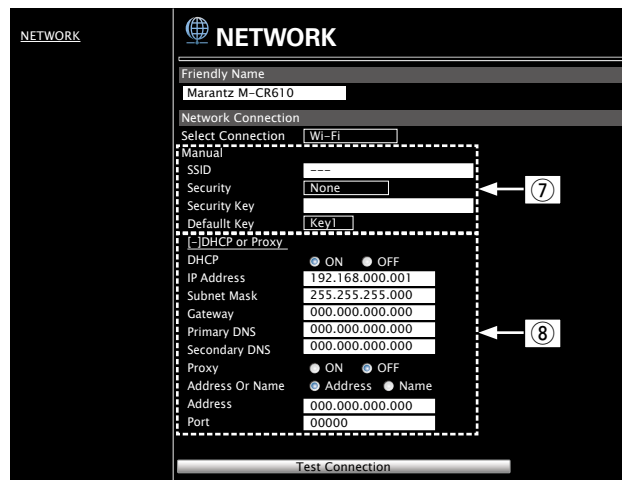 NETWORK
NETWORK
Friendly Name
Marantz M-CR610
Network Connection
Select Connection Wi-Fi
Manual
SSID ---
Security None
Security Key
Defaullt Key Key1
[-]DHCP or Proxy
DHCP ON OFF
IP Address 192.168.000.001
Subnet Mask 255.255.255.000
Gateway 000.000.000.000
Primary DNS 000.000.000.000
Secondary DNS 000.000.000.000
Proxy ON OFF
Address Or Name Address Name
Address 000.000.000.000
Port 00000
Test Connection
⑦
⑧